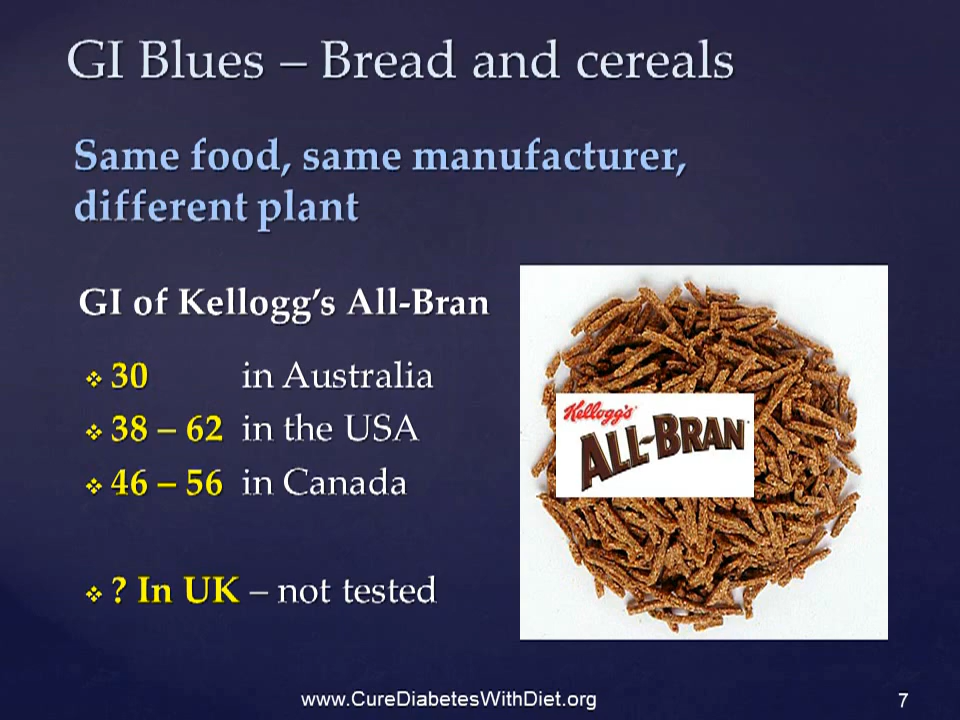 GI Blues – Bread and cereals
Same food, same manufacturer,
different plant
GI of Kellogg's All-Bran
❖ 30 in Australia
❖ 38 – 62 in the USA
❖ 46 – 56 in Canada
❖ ? In UK – not tested
Kellogg's
ALL-BRAN
www.CureDiabetesWithDiet.org
7